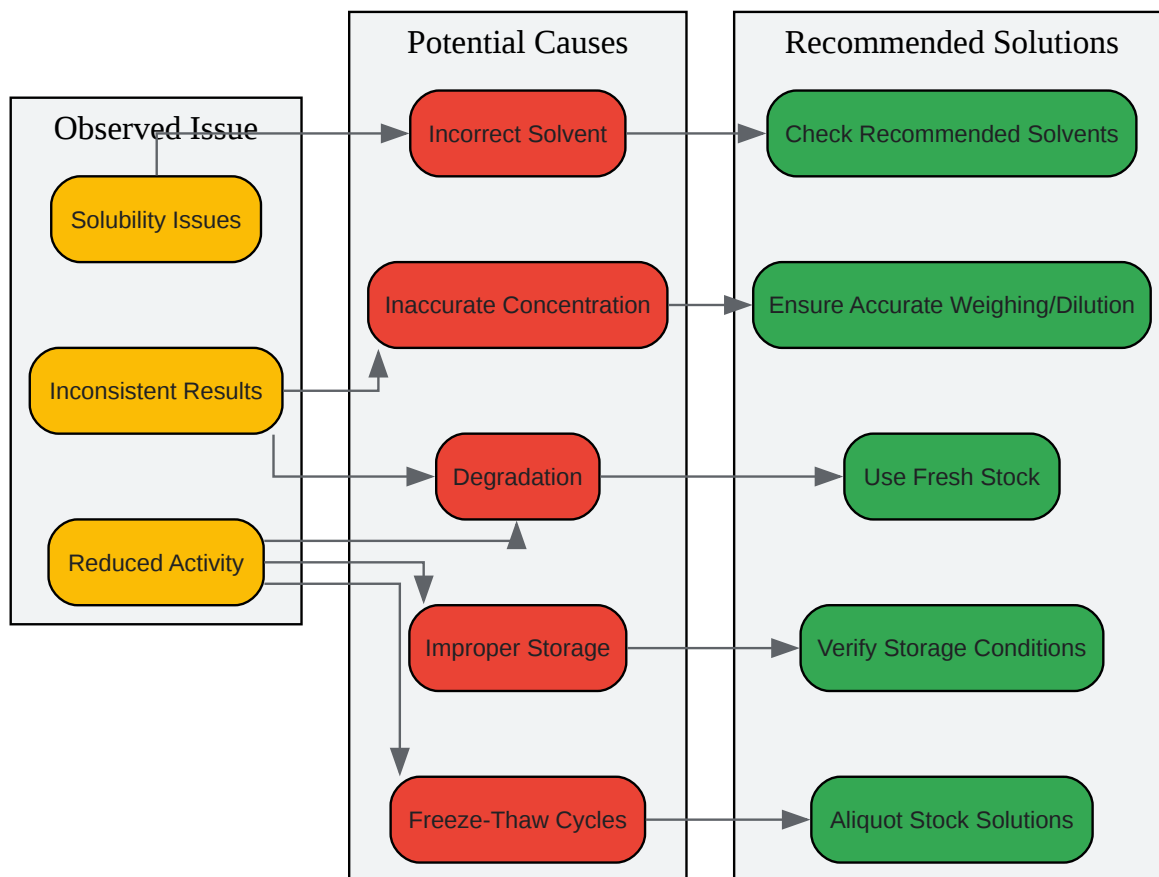 Potential Causes
Recommended Solutions
Observed Issue
Incorrect Solvent
Check Recommended Solvents
Solubility Issues
Inaccurate Concentration
Ensure Accurate Weighing/Dilution
Inconsistent Results
Degradation
Use Fresh Stock
Reduced Activity
Improper Storage
Verify Storage Conditions
Freeze-Thaw Cycles
Aliquot Stock Solutions